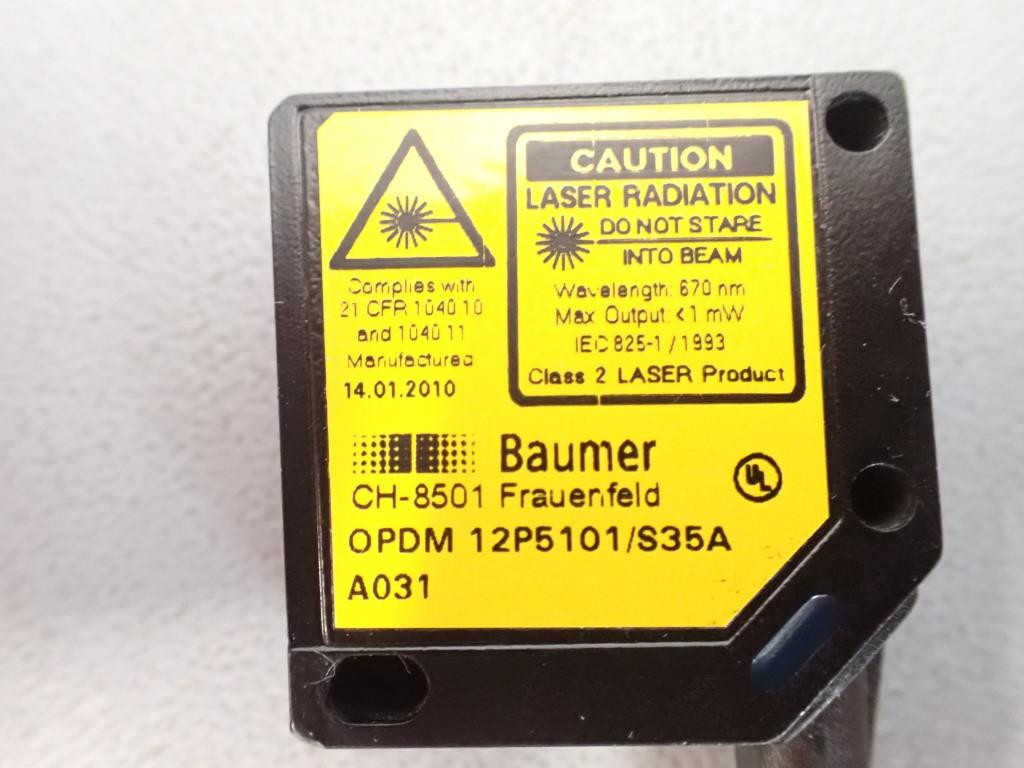 CAUTION
LASER RADIATION
DO NOT STARE
INTO BEAM
Wavelength: 670 nm
Max Output: <1 mW
IEC 825-1 / 1993
Class 2 LASER Product
Complies with
21 CFR 1040.10
and 1040.11
Manufactured
14.01.2010
Baumer
CH-8501 Frauenfeld
UL
OPDM 12P5101/S35A
A031